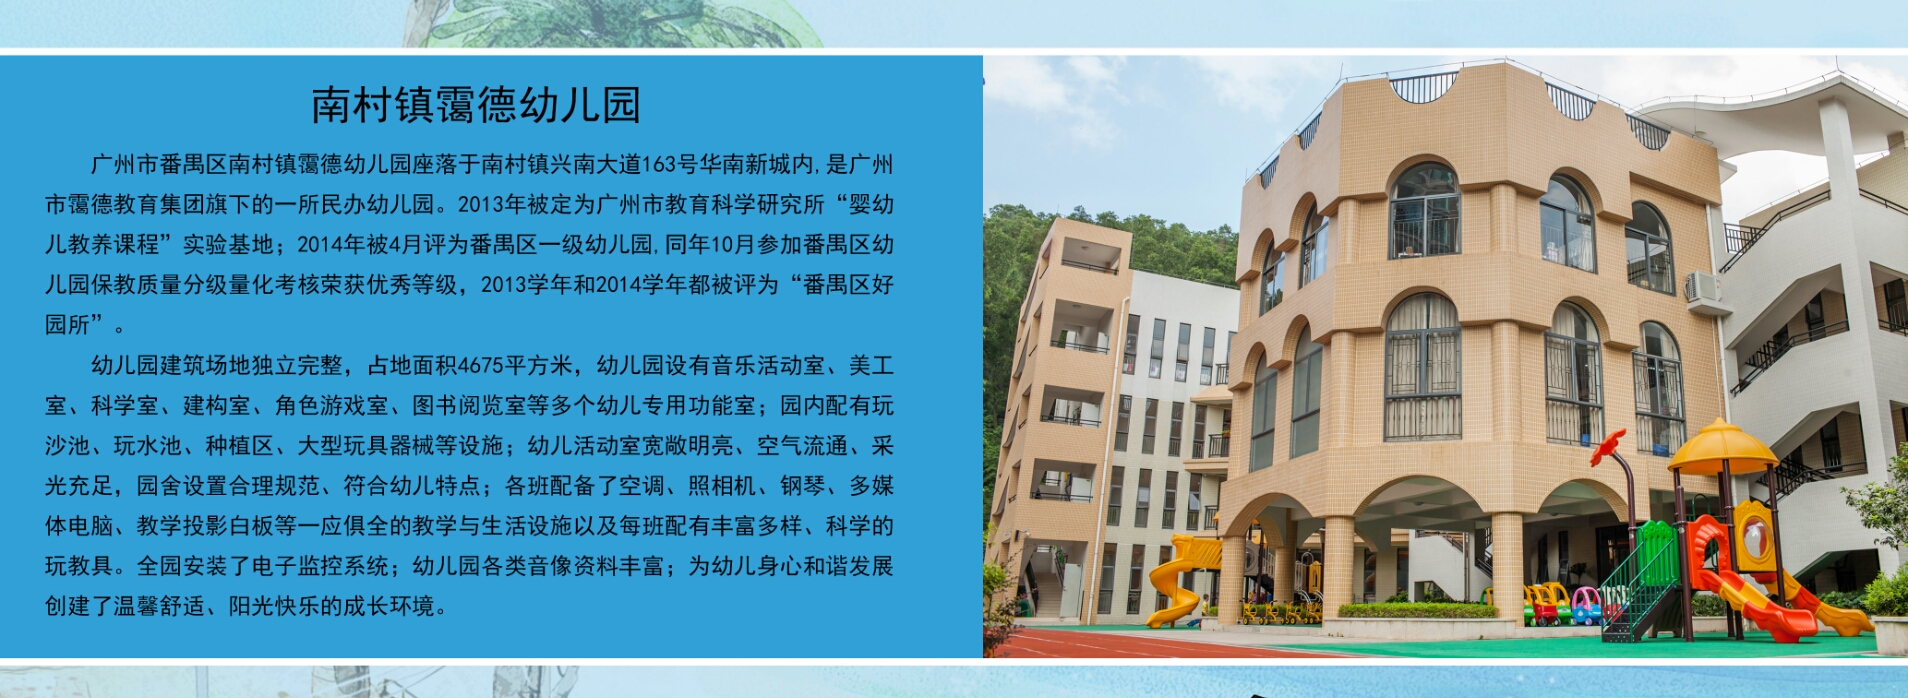 南村镇霭德幼儿园
广州市番禺区南村镇霭德幼儿园座落于南村镇兴南大道163号华南新城内,是广州
市霭德教育集团旗下的一所民办幼儿园。2013年被定为广州市教育科学研究所“婴幼
儿教养课程”实验基地；2014年被4月评为番禺区一级幼儿园,同年10月参加番禺区幼
儿园保教质量分级量化考核荣获优秀等级，2013学年和2014学年都被评为“番禺区好
园所”。
幼儿园建筑场地独立完整，占地面积4675平方米，幼儿园设有音乐活动室、美工
室、科学室、建构室、角色游戏室、图书阅览室等多个幼儿专用功能室；园内配有玩
沙池、玩水池、种植区、大型玩具器械等设施；幼儿活动室宽敞明亮、空气流通、采
光充足，园舍设置合理规范、符合幼儿特点；各班配备了空调、照相机、钢琴、多媒
体电脑、教学投影白板等一应俱全的教学与生活设施以及每班配有丰富多样、科学的
玩教具。全园安装了电子监控系统；幼儿园各类音像资料丰富；为幼儿身心和谐发展
创建了温馨舒适、阳光快乐的成长环境。